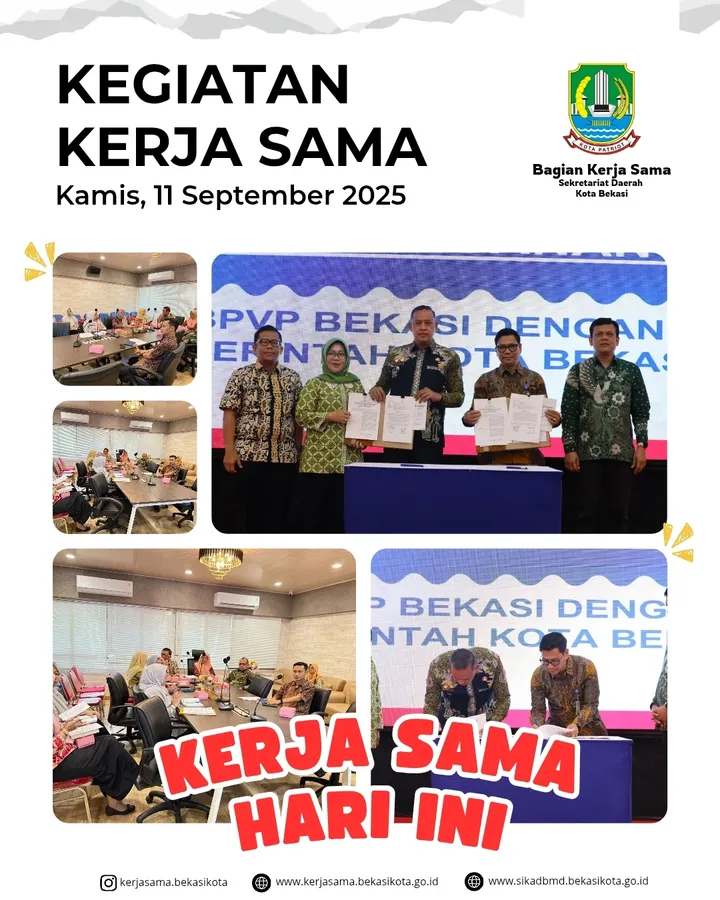 KEGIATAN
KERJA SAMA
Kamis, 11 September 2025
KOTA PATRIOT
Bagian Kerja Sama
Sekretariat Daerah
Kota Bekasi
BPVP BEKASI DENGAN
KOTA BEKAS
P BEKASI DENG
NTAH KOTA BE
KERJA SAMA
HARI INI
kerjasama.bekasikota
www.kerjasama.bekasikota.go.id
www.sikadbmd.bekasikota.go.id